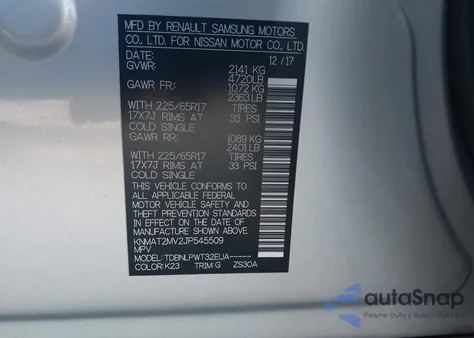 MFD BY RENAULT SAMSUNG MOTORS
CO., LTD. FOR NISSAN MOTOR CO., LTD.
DATE: 12/17
GVWR: 2141 KG
4720LB
GAWR FR: 1072 KG
2363LB
WITH 225/65R17 TIRES
17X7J RIMS AT 33 PSI
COLD SINGLE
GAWR RR: 1089 KG
2401LB
WITH 225/65R17 TIRES
17X7J RIMS AT 33 PSI
COLD SINGLE
THIS VEHICLE CONFORMS TO
ALL APPLICABLE FEDERAL
MOTOR VEHICLE SAFETY AND
THEFT PREVENTION STANDARDS
IN EFFECT ON THE DATE OF
MANUFACTURE SHOWN ABOVE.
KNMAT2MV2JP545509
MPV
MODEL: TDBNLPWT32EUA-----
COLOR: K23 TRIM: G ZS30A
autoSnap
Pewne auto z USA